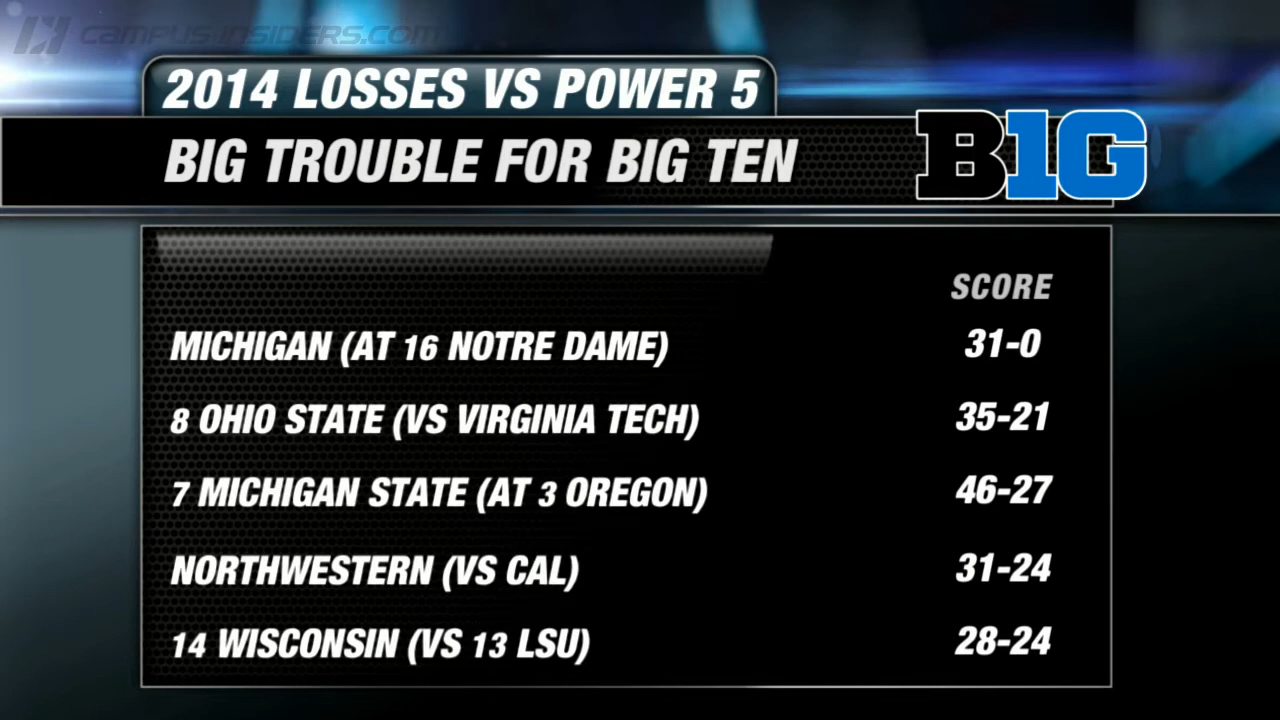 CAMPUSINSIDERS.COM
2014 LOSSES VS POWER 5
BIG TROUBLE FOR BIG TEN
B1G
SCORE
MICHIGAN (AT 16 NOTRE DAME) 31-0
8 OHIO STATE (VS VIRGINIA TECH) 35-21
7 MICHIGAN STATE (AT 3 OREGON) 46-27
NORTHWESTERN (VS CAL) 31-24
14 WISCONSIN (VS 13 LSU) 28-24